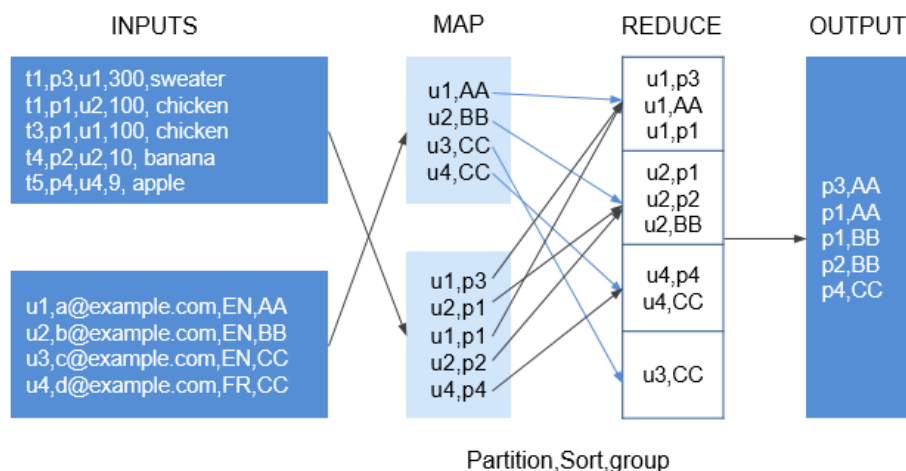 INPUTS
MAP
REDUCE
OUTPUT
t1,p3,u1,300,sweater
t1,p1,u2,100, chicken
t3,p1,u1,100, chicken
t4,p2,u2,10, banana
t5,p4,u4,9, apple
u1,a@example.com,EN,AA
u2,b@example.com,EN,BB
u3,c@example.com,EN,CC
u4,d@example.com,FR,CC
u1,AA
u2,BB
u3,CC
u4,CC
u1,p3
u2,p1
u1,p1
u2,p2
u4,p4
u1,p3
u1,AA
u1,p1
u2,p1
u2,p2
u2,BB
u4,p4
u4,CC
u3,CC
p3,AA
p1,AA
p1,BB
p2,BB
p4,CC
Partition,Sort,group